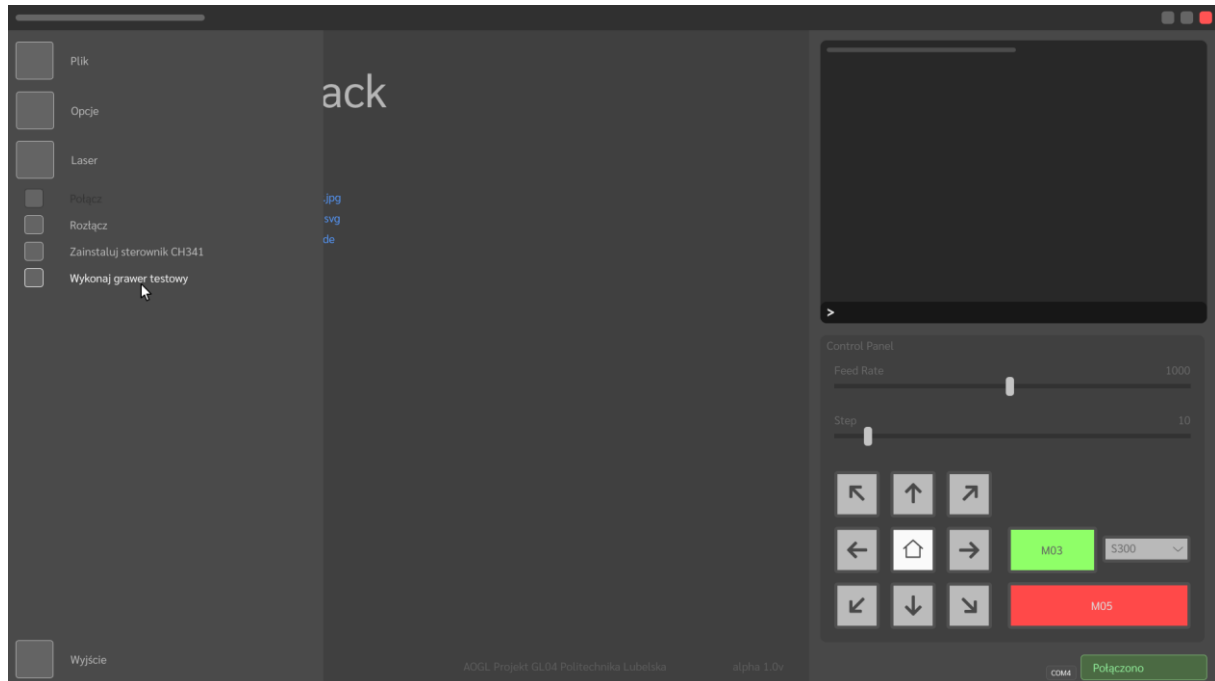 Plik
Opcje
Laser
Połącz
Rozłącz
Zainstaluj sterownik CH341
Wykonaj grawer testowy
Wyjście
ack
.jpg
svg
de
AOGL Projekt GL04 Politechnika Lubelska alpha 1.0v
>
Control Panel
Feed Rate 1000
Step 10
M03 S300
M05
COM4 Połączono